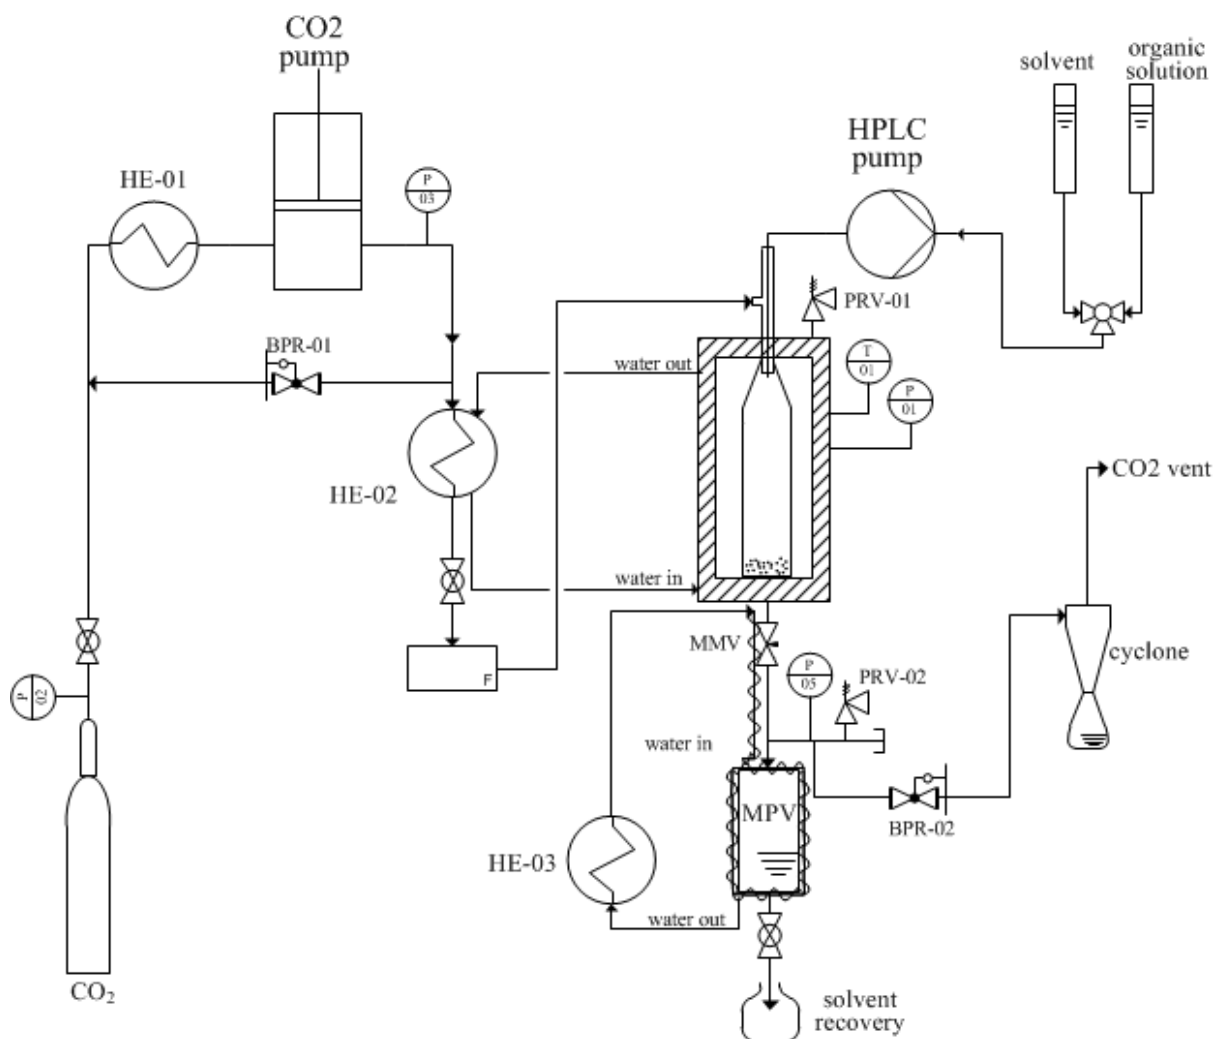 CO2
pump
solvent
organic
solution
HPLC
pump
HE-01
P
03
PRV-01
BPR-01
water out
T
01
P
01
HE-02
CO2 vent
water in
MMV
P
05
PRV-02
cyclone
F
P
02
water in
MPV
BPR-02
HE-03
water out
CO₂
solvent
recovery